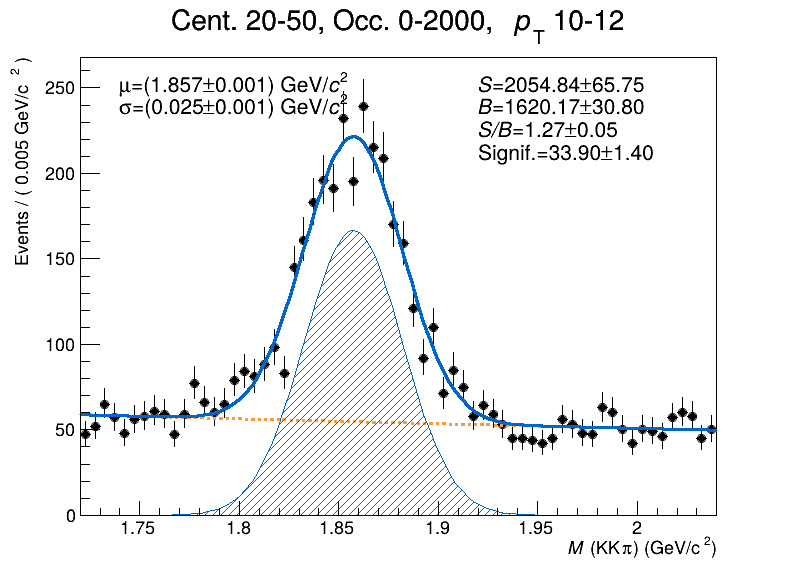 Cent. 20-50, Occ. 0-2000, p_T 10-12
μ=(1.857±0.001) GeV/c²
σ=(0.025±0.001) GeV/c²
S=2054.84±65.75
B=1620.17±30.80
S/B=1.27±0.05
Signif.=33.90±1.40
Events / ( 0.005 GeV/c² )
250
200
150
100
50
0
1.75 1.8 1.85 1.9 1.95 2
M (KKπ) (GeV/c²)